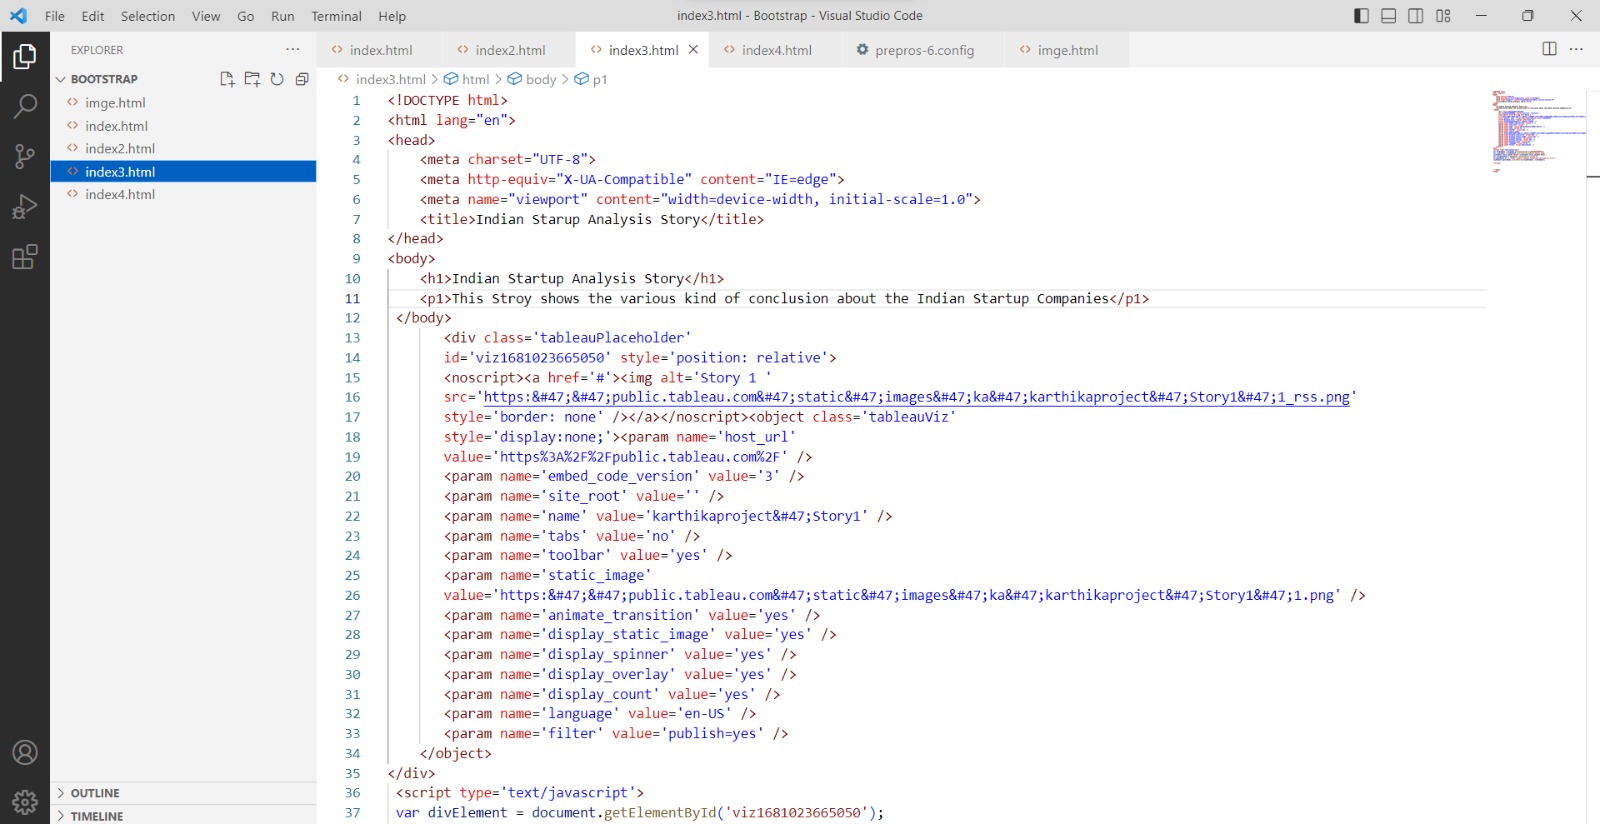 File Edit Selection View Go Run Terminal Help index3.html - Bootstrap - Visual Studio Code
EXPLORER
BOOTSTRAP
imge.html
index.html
index2.html
index3.html
index4.html
OUTLINE
TIMELINE
index.html index2.html index3.html index4.html prepros-6.config imge.html
index3.html > html > body > p1
1 <!DOCTYPE html>
2 <html lang="en">
3 <head>
4 <meta charset="UTF-8">
5 <meta http-equiv="X-UA-Compatible" content="IE=edge">
6 <meta name="viewport" content="width=device-width, initial-scale=1.0">
7 <title>Indian Starup Analysis Story</title>
8 </head>
9 <body>
10 <h1>Indian Startup Analysis Story</h1>
11 <p1>This Stroy shows the various kind of conclusion about the Indian Startup Companies</p1>
12 </body>
13 <div class='tableauPlaceholder'
14 id='viz1681023665050' style='position: relative'>
15 <noscript><a href='#'><img alt='Story 1 '
16 src='https:&#47;&#47;public.tableau.com&#47;static&#47;images&#47;ka&#47;karthikaproject&#47;Story1&#47;1_rss.png'
17 style='border: none' /></a></noscript><object class='tableauViz'
18 style='display:none;'><param name='host_url'
19 value='https%3A%2F%2Fpublic.tableau.com%2F' />
20 <param name='embed_code_version' value='3' />
21 <param name='site_root' value='' />
22 <param name='name' value='karthikaproject&#47;Story1' />
23 <param name='tabs' value='no' />
24 <param name='toolbar' value='yes' />
25 <param name='static_image'
26 value='https:&#47;&#47;public.tableau.com&#47;static&#47;images&#47;ka&#47;karthikaproject&#47;Story1&#47;1.png' />
27 <param name='animate_transition' value='yes' />
28 <param name='display_static_image' value='yes' />
29 <param name='display_spinner' value='yes' />
30 <param name='display_overlay' value='yes' />
31 <param name='display_count' value='yes' />
32 <param name='language' value='en-US' />
33 <param name='filter' value='publish=yes' />
34 </object>
35 </div>
36 <script type='text/javascript'>
37 var divElement = document.getElementById('viz1681023665050');